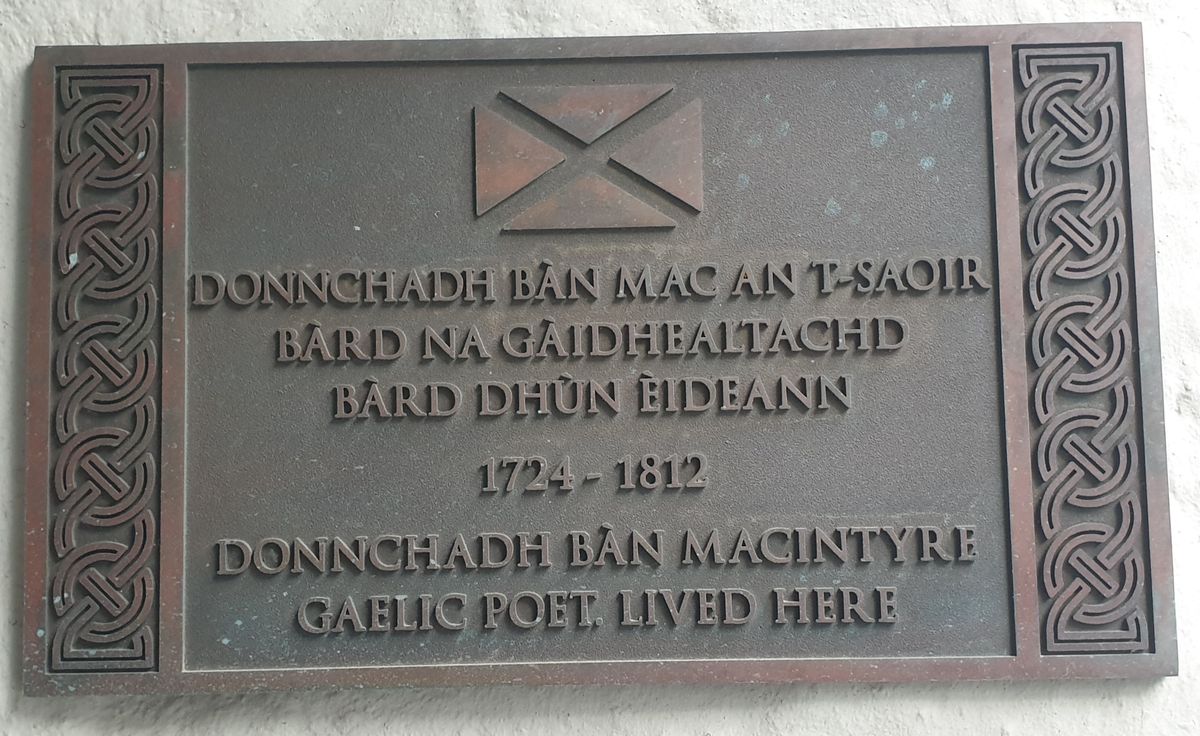 DONNCHADH BÀN MAC AN T-SAOIR
BÀRD NA GÀIDHEALTACHD
BÀRD DHÙN ÈIDEANN
1724 - 1812
DONNCHADH BÀN MACINTYRE
GAELIC POET. LIVED HERE